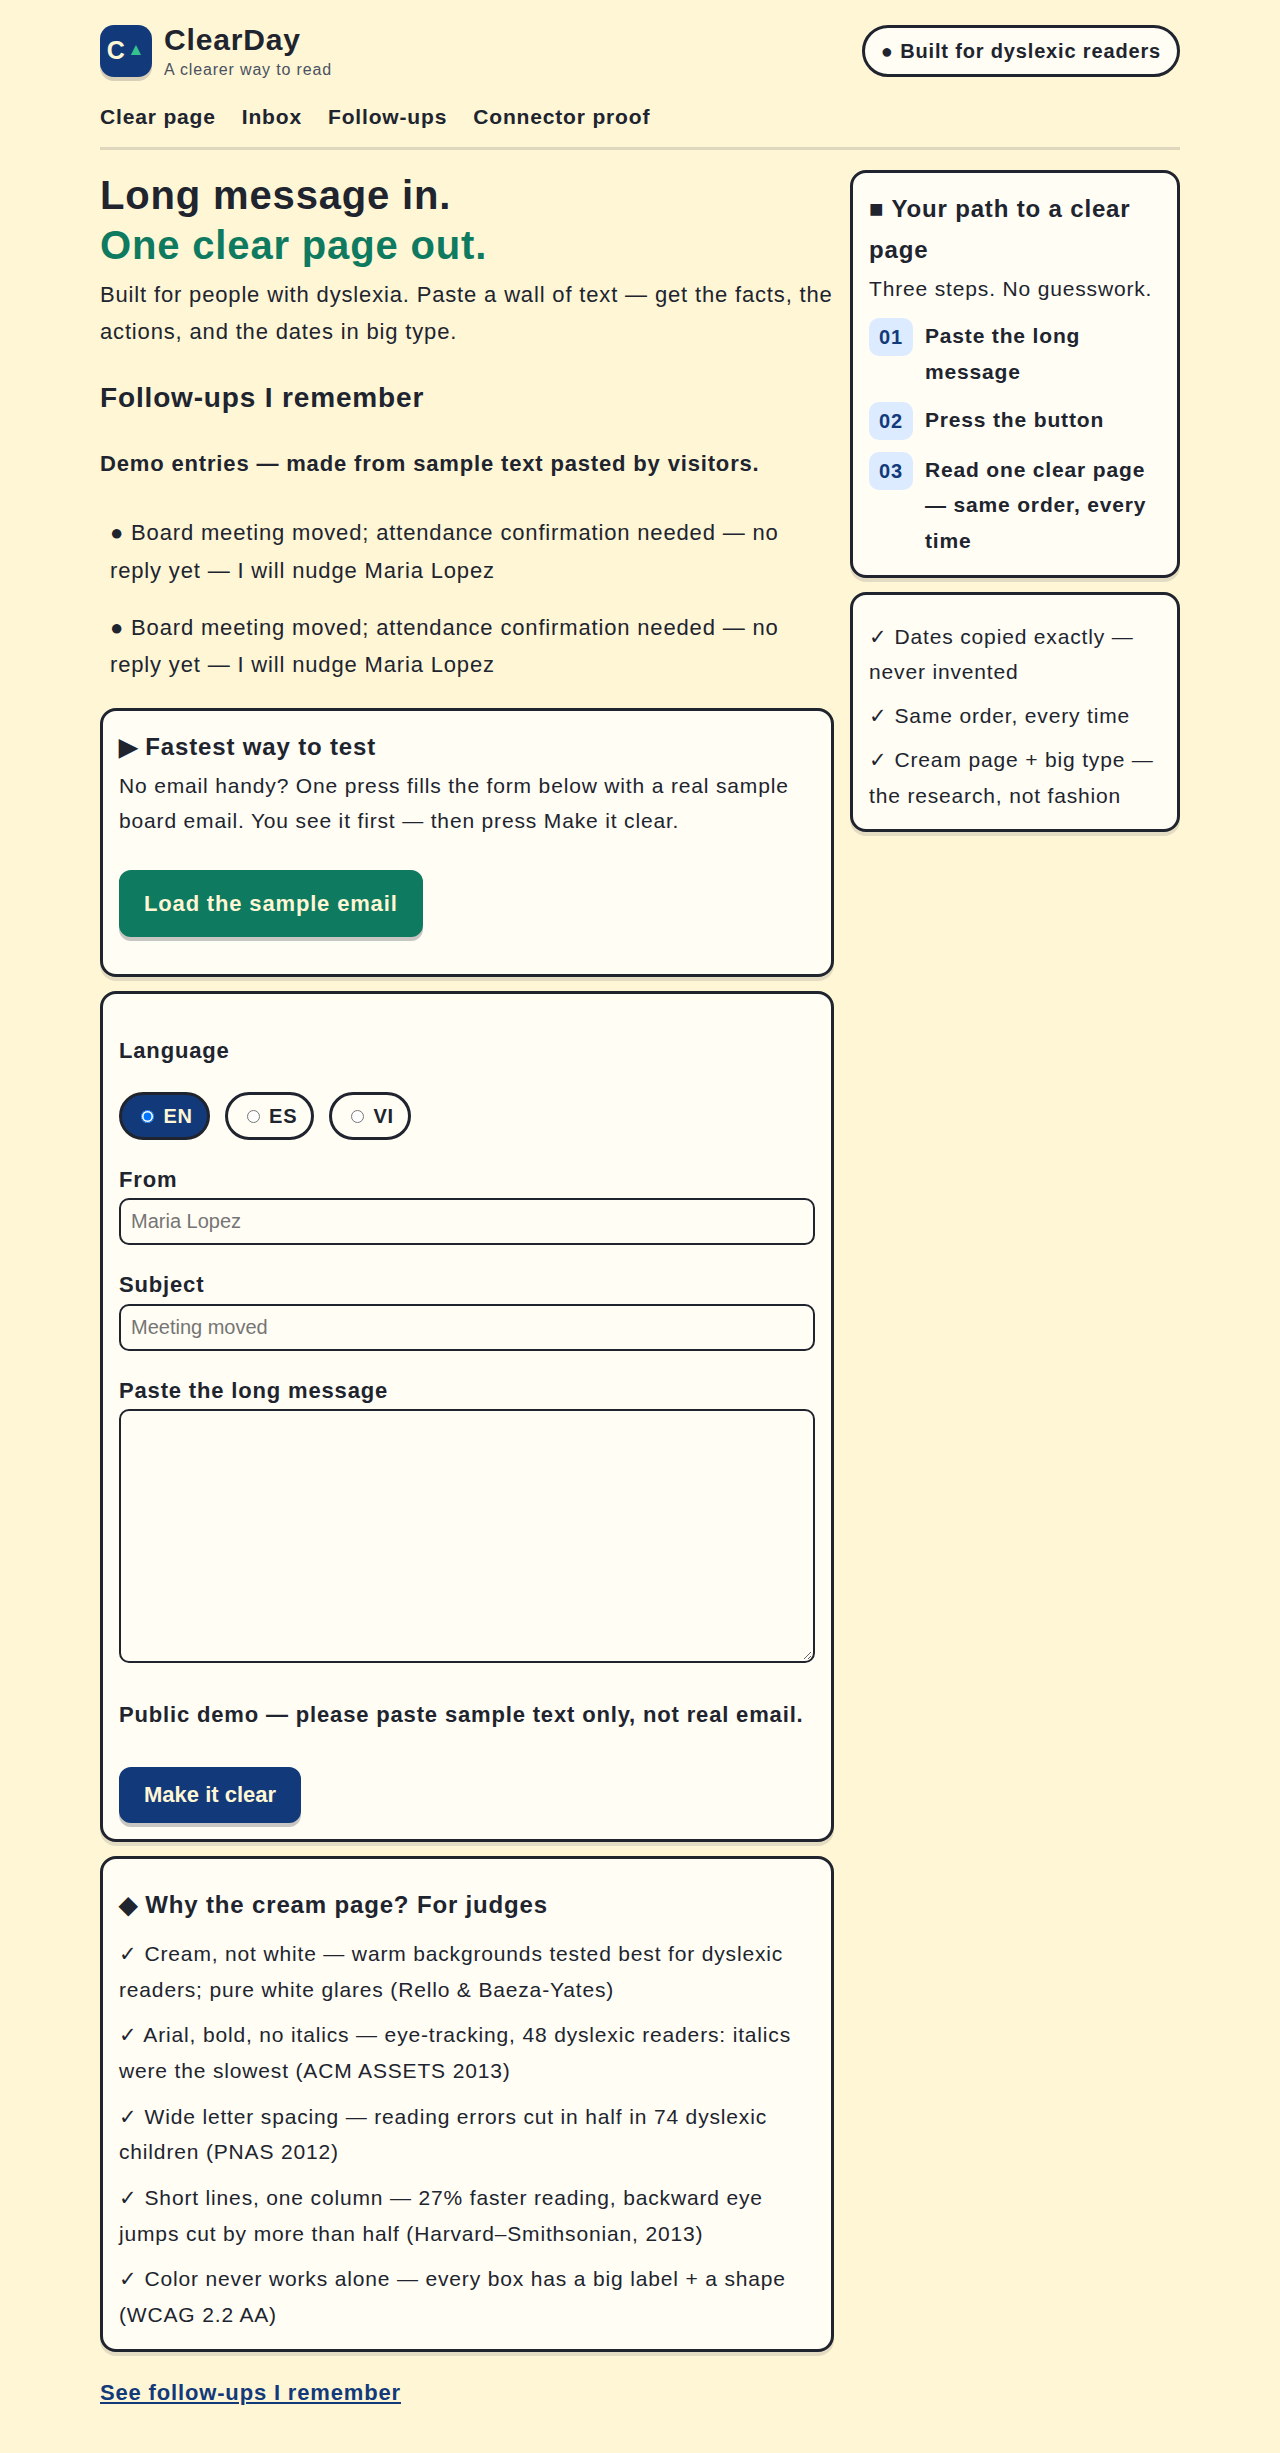 C▲
ClearDay
A clearer way to read
● Built for dyslexic readers
Clear page Inbox Follow-ups Connector proof
Long message in.
One clear page out.
Built for people with dyslexia. Paste a wall of text — get the facts, the
actions, and the dates in big type.
Follow-ups I remember
Demo entries — made from sample text pasted by visitors.
● Board meeting moved; attendance confirmation needed — no
reply yet — I will nudge Maria Lopez
● Board meeting moved; attendance confirmation needed — no
reply yet — I will nudge Maria Lopez
▶ Fastest way to test
No email handy? One press fills the form below with a real sample
board email. You see it first — then press Make it clear.
Load the sample email
Language
EN ES VI
From
Maria Lopez
Subject
Meeting moved
Paste the long message
Public demo — please paste sample text only, not real email.
Make it clear
◆ Why the cream page? For judges
✓ Cream, not white — warm backgrounds tested best for dyslexic
readers; pure white glares (Rello & Baeza-Yates)
✓ Arial, bold, no italics — eye-tracking, 48 dyslexic readers: italics
were the slowest (ACM ASSETS 2013)
✓ Wide letter spacing — reading errors cut in half in 74 dyslexic
children (PNAS 2012)
✓ Short lines, one column — 27% faster reading, backward eye
jumps cut by more than half (Harvard–Smithsonian, 2013)
✓ Color never works alone — every box has a big label + a shape
(WCAG 2.2 AA)
See follow-ups I remember
■ Your path to a clear
page
Three steps. No guesswork.
01 Paste the long
message
02 Press the button
03 Read one clear page
— same order, every
time
✓ Dates copied exactly —
never invented
✓ Same order, every time
✓ Cream page + big type —
the research, not fashion